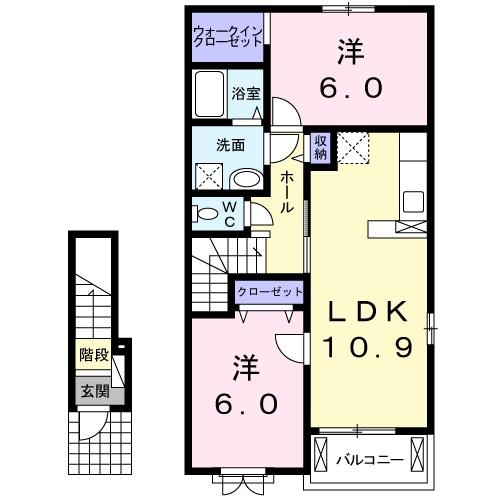 ウォークイン
クローゼット
洋
6.0
浴室
洗面
収納
ホール
WC
クローゼット
LDK
10.9
階段
玄関
洋
6.0
バルコニー